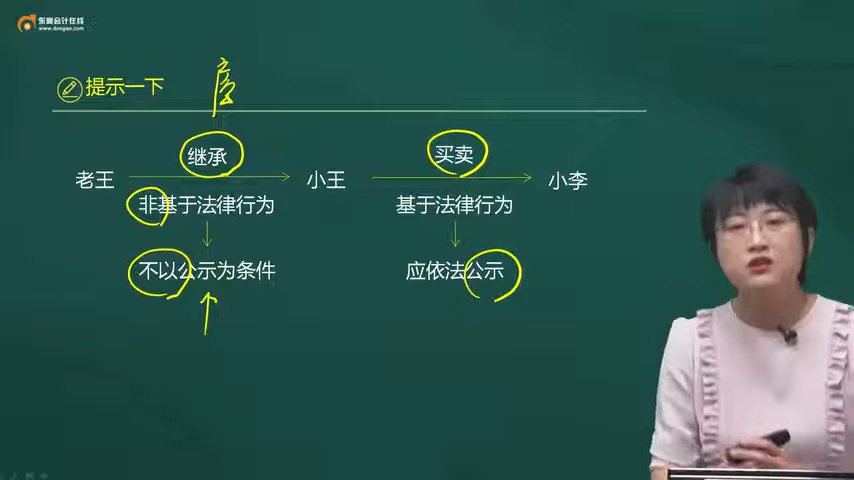 东奥会计在线
www.dongao.com
提示一下
房
继承
买卖
老王
小王
小李
非基于法律行为
基于法律行为
不以公示为条件
应依法公示